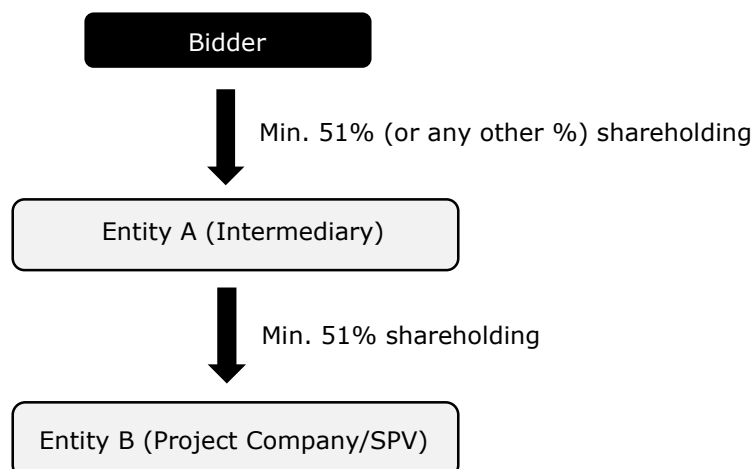 Bidder
Min. 51% (or any other %) shareholding
Entity A (Intermediary)
Min. 51% shareholding
Entity B (Project Company/SPV)